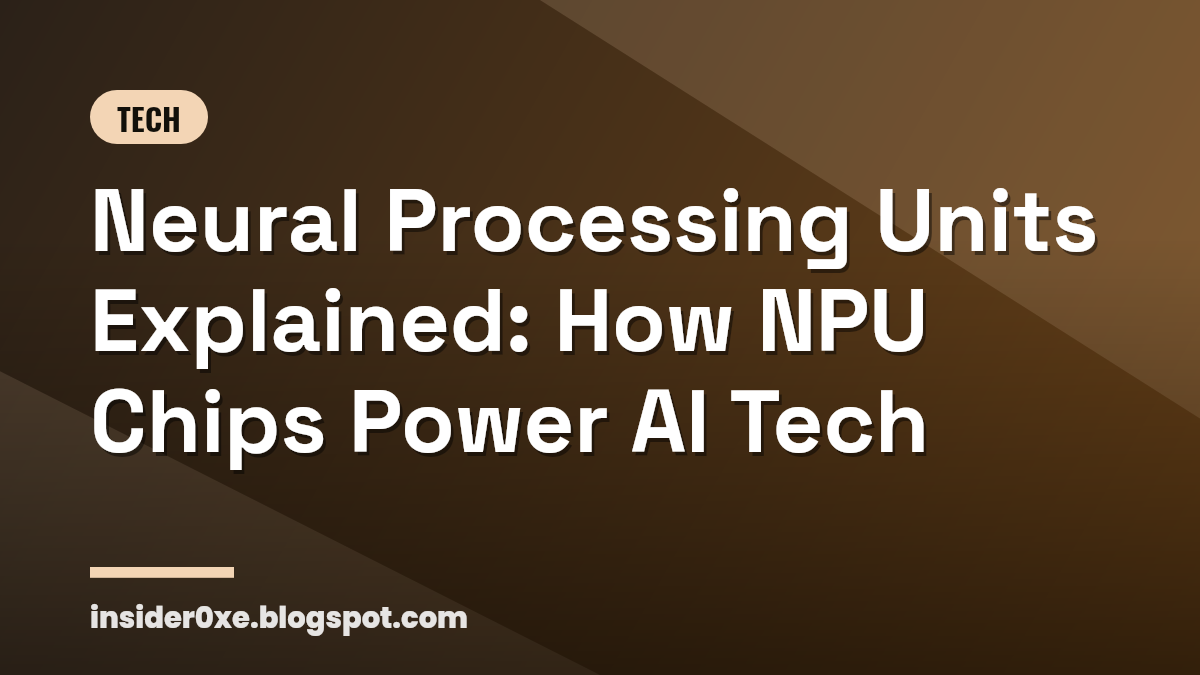 TECH
Neural Processing Units
Explained: How NPU
Chips Power AI Tech
insider0xe.blogspot.com